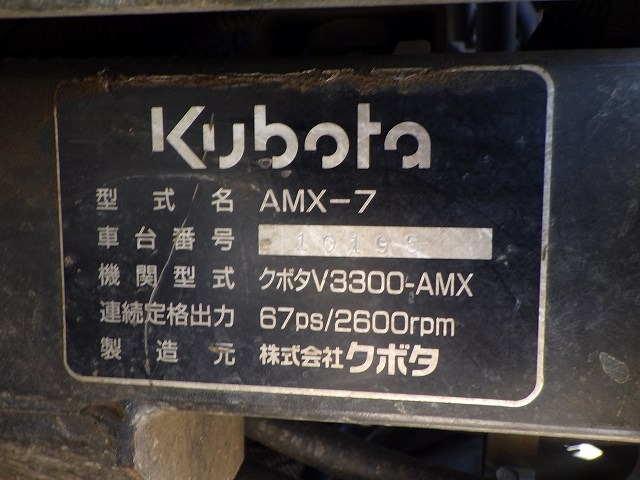 Kubota
型式名 AMX-7
車台番号 10195
機関型式 クボタV3300-AMX
連続定格出力 67ps/2600rpm
製造元 株式会社クボタ